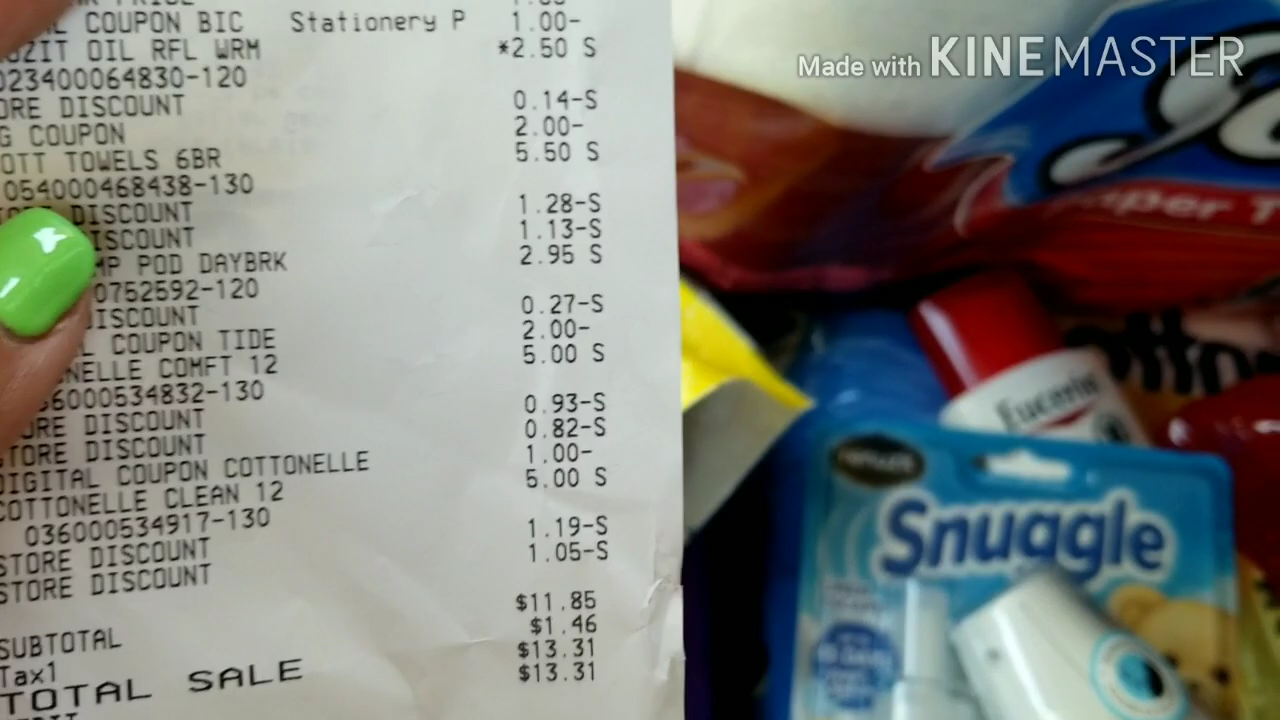 COUPON BIC Stationery P 1.00-
OZIT OIL RFL WRM *2.50 S
023400064830-120
ORE DISCOUNT 0.14-S
G COUPON 2.00-
OTT TOWELS 6BR 5.50 S
054000468438-130
DISCOUNT 1.28-S
DISCOUNT 1.13-S
MP POD DAYBRK 2.95 S
0752592-120
DISCOUNT 0.27-S
L COUPON TIDE 2.00-
NELLE COMFT 12 5.00 S
36000534832-130
ORE DISCOUNT 0.93-S
STORE DISCOUNT 0.82-S
DIGITAL COUPON COTTONELLE 1.00-
COTTONELLE CLEAN 12 5.00 S
036000534917-130
STORE DISCOUNT 1.19-S
STORE DISCOUNT 1.05-S
SUBTOTAL $11.85
Tax1 $1.46
TOTAL SALE $13.31
$13.31
Made with KINEMASTER
Eucerin
Snuggle